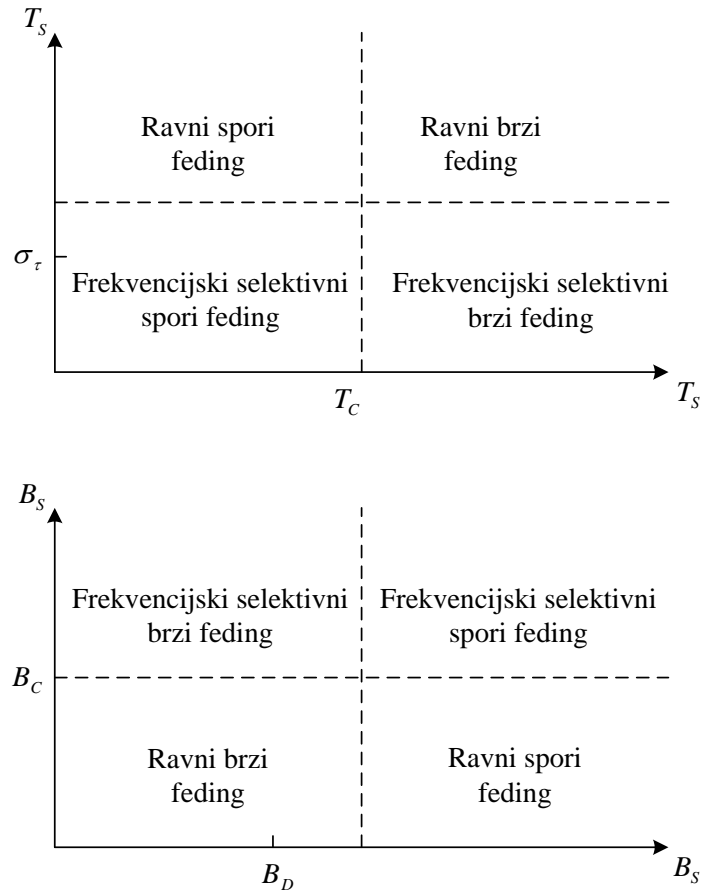 T_S
Ravni spori
feding
Ravni brzi
feding
σ_τ
Frekvencijski selektivni
spori feding
Frekvencijski selektivni
brzi feding
T_C
T_S
B_S
Frekvencijski selektivni
brzi feding
Frekvencijski selektivni
spori feding
B_C
Ravni brzi
feding
Ravni spori
feding
B_D
B_S